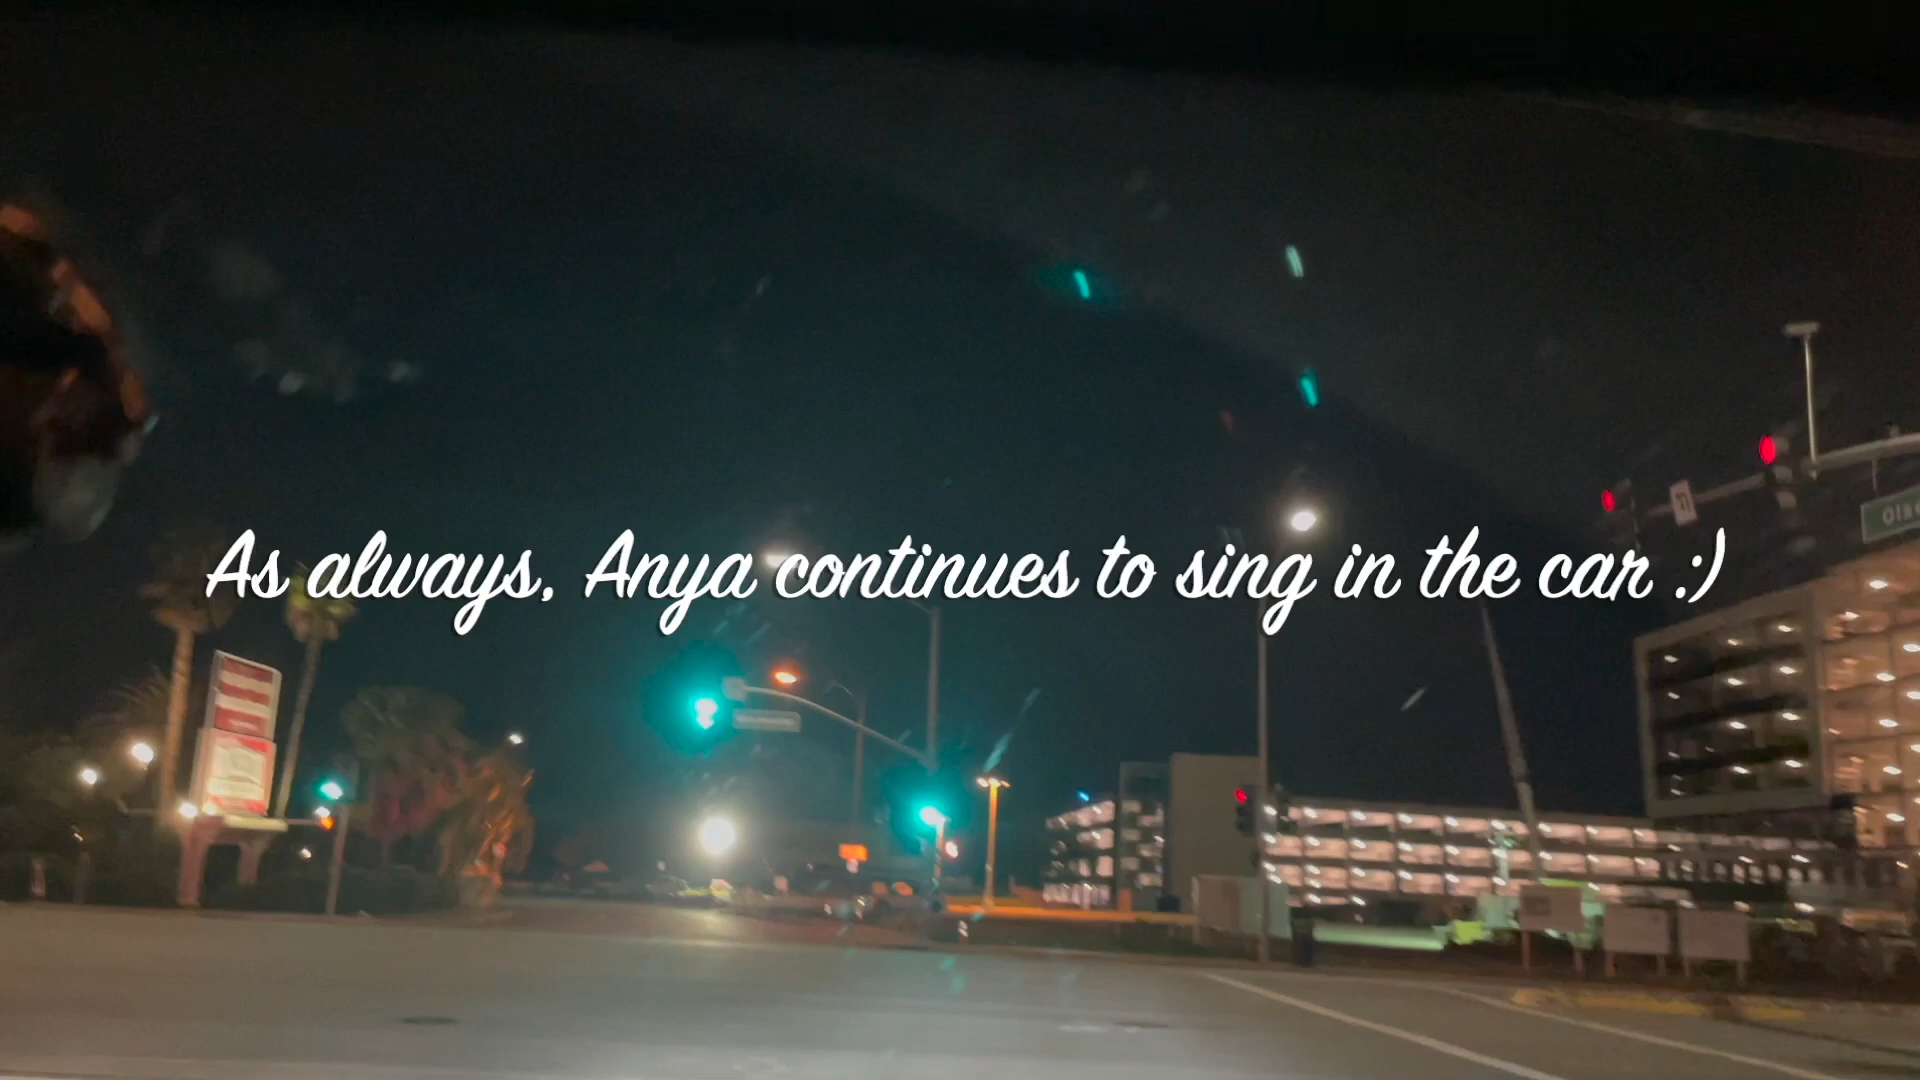 As always, Anya continues to sing in the car :)